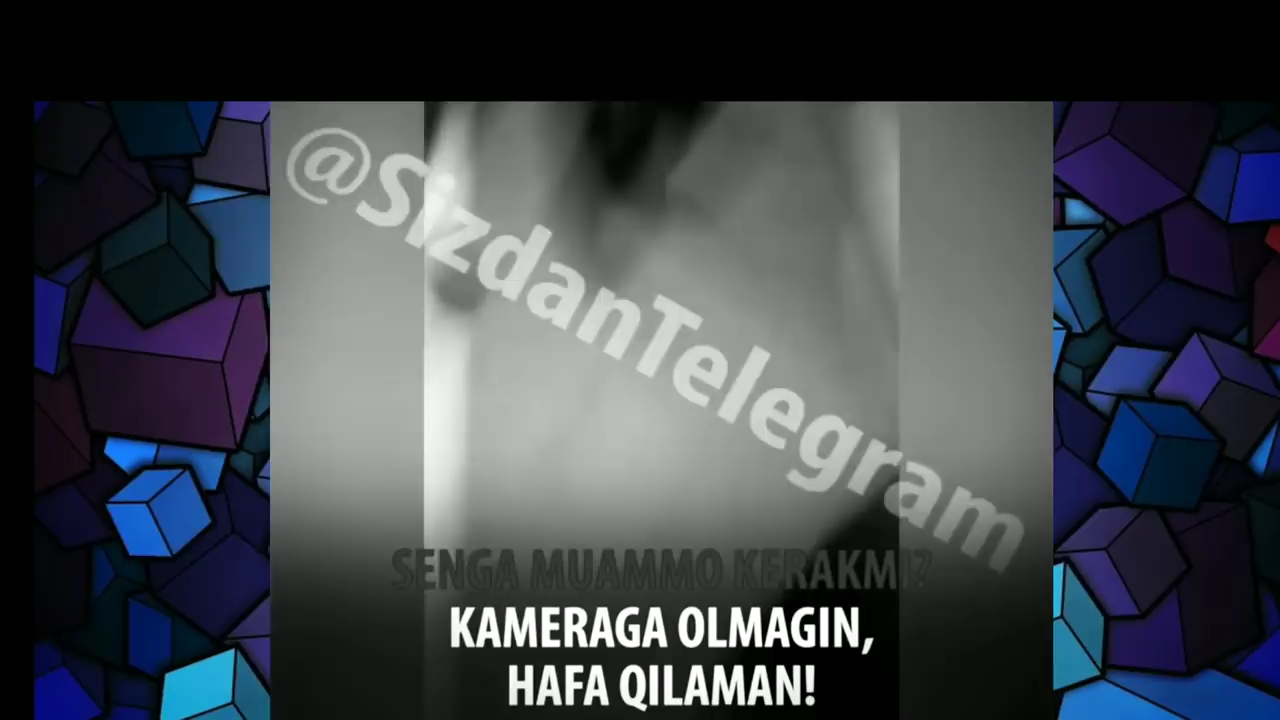 @SizdanTelegram
SENGA MUAMMO KERAKMI?
KAMERAGA OLMAGIN,
HAFA QILAMAN!